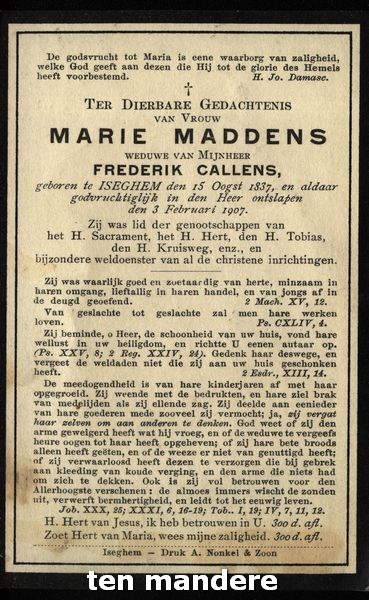 De godsvrucht tot Maria is eene waarborg van zaligheid,
welke God geeft aan dezen die Hij tot de glorie des Hemels
heeft voorbestemd. H. Jo. Damasc.
TER DIERBARE GEDACHTENIS
VAN VROUW
MARIE MADDENS
WEDUWE VAN MIJNHEER
FREDERIK CALLENS,
geboren te ISEGHEM den 15 Oogst 1837, en aldaar
godvruchtiglijk in den Heer ontslapen
den 3 Februari 1907.
Zij was lid der genootschappen van
het H. Sacrament, het H. Hert, den H. Tobias,
den H. Kruisweg, enz., en
bijzondere weldoenster van al de christene inrichtingen.
Zij was waarlijk goed en zoetaardig van herte, minzaam in
haren omgang, lieftallig in haren handel, en van jongs af in
de deugd geoefend. 2 Mach. XV, 12.
Van geslachte tot geslachte zal men hare werken
loven. Ps. CXLIV, 4.
Zij beminde, o Heer, de schoonheid van uw huis, vond hare
wellust in uw heiligdom, en richtte U eenen autaar op.
(Ps. XXV, 8; 2 Reg. XXIV, 24). Gedenk haar deswege, en
vergeet de weldaden niet die zij aan uw huis geschonken
heeft. 2 Esdr., XIII, 14.
De meedogendheid is van hare kinderjaren af met haar
opgegroeid. Zij weende met de bedrukten, en hare ziel brak
van medelijden als zij ellende zag. Zij deelde aan eenieder
van hare goederen mede zooveel zij vermocht; ja, zij vergat
haar zelven om aan anderen te denken. God weet of zij den
arme geweigerd heeft wat hij vroeg, en of de weduwe te vergeefs
heure oogen tot haar heeft opgeheven; of zij hare bete broods
alleen heeft geëten, en of de weeze er niet van genuttigd heeft;
of zij verwaarloosd heeft dezen te verzorgen die bij gebrek
aan kleeding van koude verging, en den arme die niets had
om zich te dekken. Ook is zij vol betrouwen voor den
Allerhoogste verschenen: de almoes immers wischt de zonden
uit, verwerft bermhertigheid, en leidt tot het eeuwig leven.
Job. XXX, 25; XXXI, 6, 16-19; Tob., I, 19; IV, 7, 11, 12.
H. Hert van Jesus, ik heb betrouwen in U. 300 d. afl.
Zoet Hert van Maria, wees mijne zaligheid. 300 d. afl.
Iseghem – Druk A. Nonkel & Zoon
ten mandere